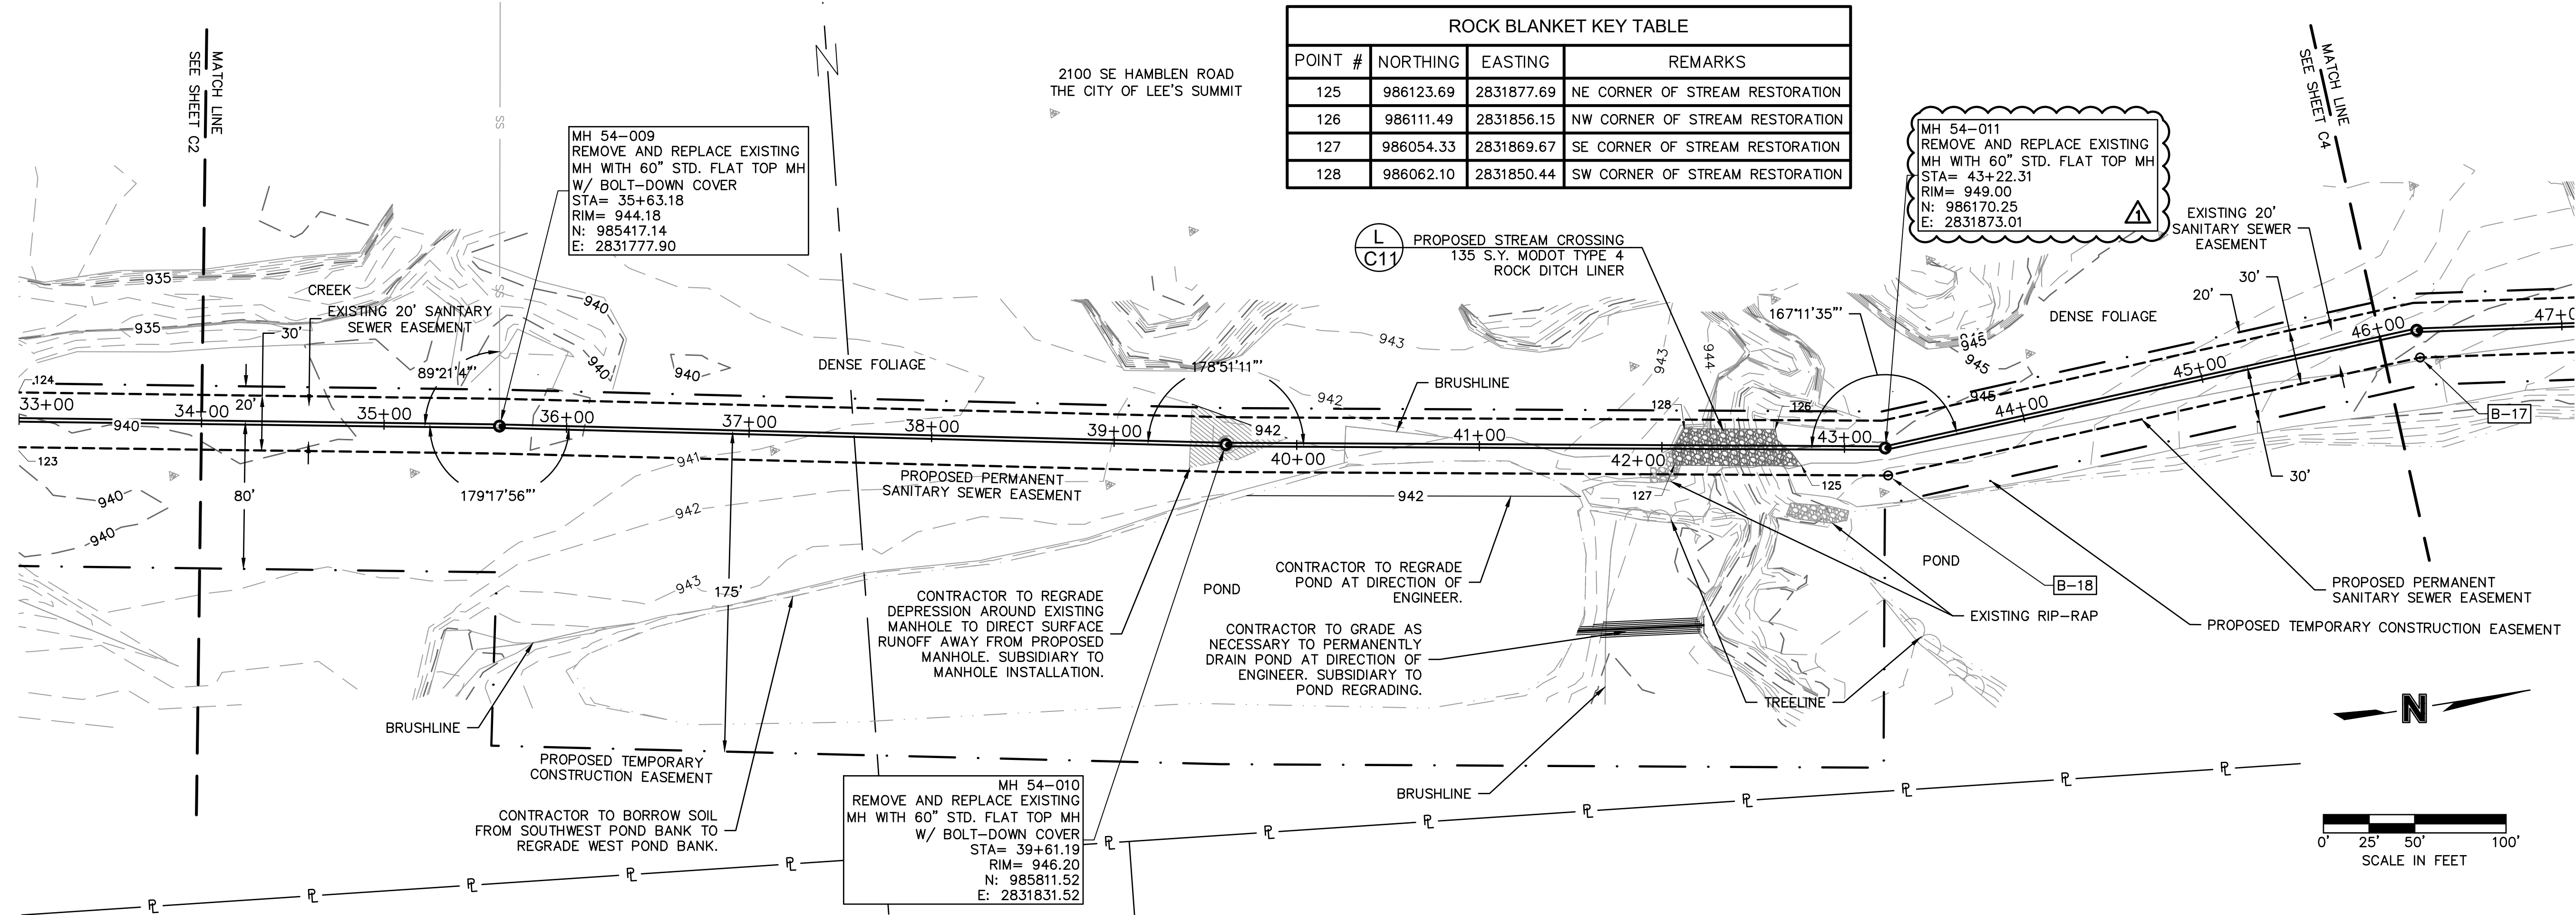 ROCK BLANKET KEY TABLE
POINT # NORTHING EASTING REMARKS
125 986123.69 2831877.69 NE CORNER OF STREAM RESTORATION
126 986111.49 2831856.15 NW CORNER OF STREAM RESTORATION
127 986054.33 2831869.67 SE CORNER OF STREAM RESTORATION
128 986062.10 2831850.44 SW CORNER OF STREAM RESTORATION
MATCH LINE
SEE SHEET C2
2100 SE HAMBLEN ROAD
THE CITY OF LEE'S SUMMIT
MATCH LINE
SEE SHEET C4
SS
SS
MH 54-009
REMOVE AND REPLACE EXISTING
MH WITH 60" STD. FLAT TOP MH
W/ BOLT-DOWN COVER
STA= 35+63.18
RIM= 944.18
N: 985417.14
E: 2831777.90
MH 54-011
REMOVE AND REPLACE EXISTING
MH WITH 60" STD. FLAT TOP MH
STA= 43+22.31
RIM= 949.00
N: 986170.25
E: 2831873.01
1
L
C11
PROPOSED STREAM CROSSING
135 S.Y. MODOT TYPE 4
ROCK DITCH LINER
EXISTING 20'
SANITARY SEWER
EASEMENT
30'
20'
935
CREEK
935
EXISTING 20' SANITARY
SEWER EASEMENT
30'
940
940
940
DENSE FOLIAGE
943
942
943
944
DENSE FOLIAGE
945
945
945
89°21'4"'
178°51'11"'
167°11'35"'
BRUSHLINE
124
20'
128
126
33+00
34+00
35+00
36+00
37+00
38+00
39+00
40+00
41+00
42+00
43+00
44+00
45+00
46+00
47+0
940
942
123
80'
179°17'56"'
941
942
943
940
940
PROPOSED PERMANENT
SANITARY SEWER EASEMENT
942
127
125
B-17
B-18
30'
175'
POND
POND
CONTRACTOR TO REGRADE
DEPRESSION AROUND EXISTING
MANHOLE TO DIRECT SURFACE
RUNOFF AWAY FROM PROPOSED
MANHOLE. SUBSIDIARY TO
MANHOLE INSTALLATION.
CONTRACTOR TO REGRADE
POND AT DIRECTION OF
ENGINEER.
CONTRACTOR TO GRADE AS
NECESSARY TO PERMANENTLY
DRAIN POND AT DIRECTION OF
ENGINEER. SUBSIDIARY TO
POND REGRADING.
EXISTING RIP-RAP
PROPOSED PERMANENT
SANITARY SEWER EASEMENT
PROPOSED TEMPORARY CONSTRUCTION EASEMENT
TREELINE
BRUSHLINE
PROPOSED TEMPORARY
CONSTRUCTION EASEMENT
CONTRACTOR TO BORROW SOIL
FROM SOUTHWEST POND BANK TO
REGRADE WEST POND BANK.
MH 54-010
REMOVE AND REPLACE EXISTING
MH WITH 60" STD. FLAT TOP MH
W/ BOLT-DOWN COVER
STA= 39+61.19
RIM= 946.20
N: 985811.52
E: 2831831.52
BRUSHLINE
PL
PL
PL
PL
PL
PL
PL
PL
PL
PL
PL
PL
PL
PL
N
0' 25' 50' 100'
SCALE IN FEET